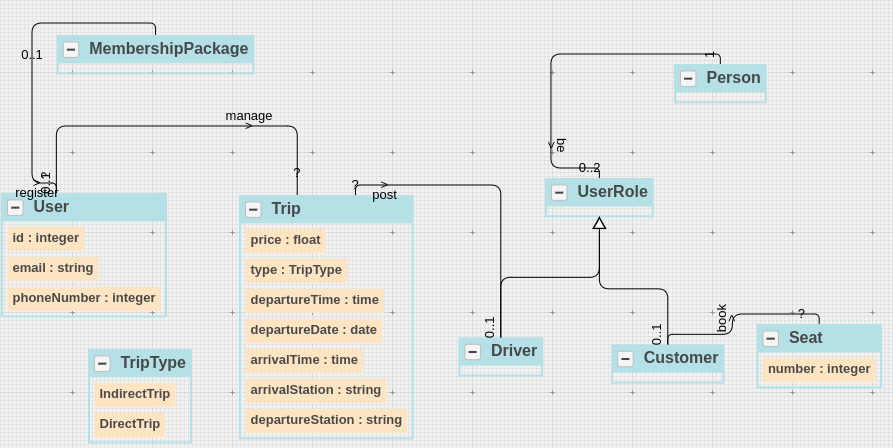 MembershipPackage
0..1
Person
1
manage
be
0..2
UserRole
?
?
post
register
User
id : integer
email : string
phoneNumber : integer
Trip
price : float
type : TripType
departureTime : time
departureDate : date
arrivalTime : time
arrivalStation : string
departureStation : string
TripType
IndirectTrip
DirectTrip
0..1
Driver
0..1
Customer
book
?
Seat
number : integer